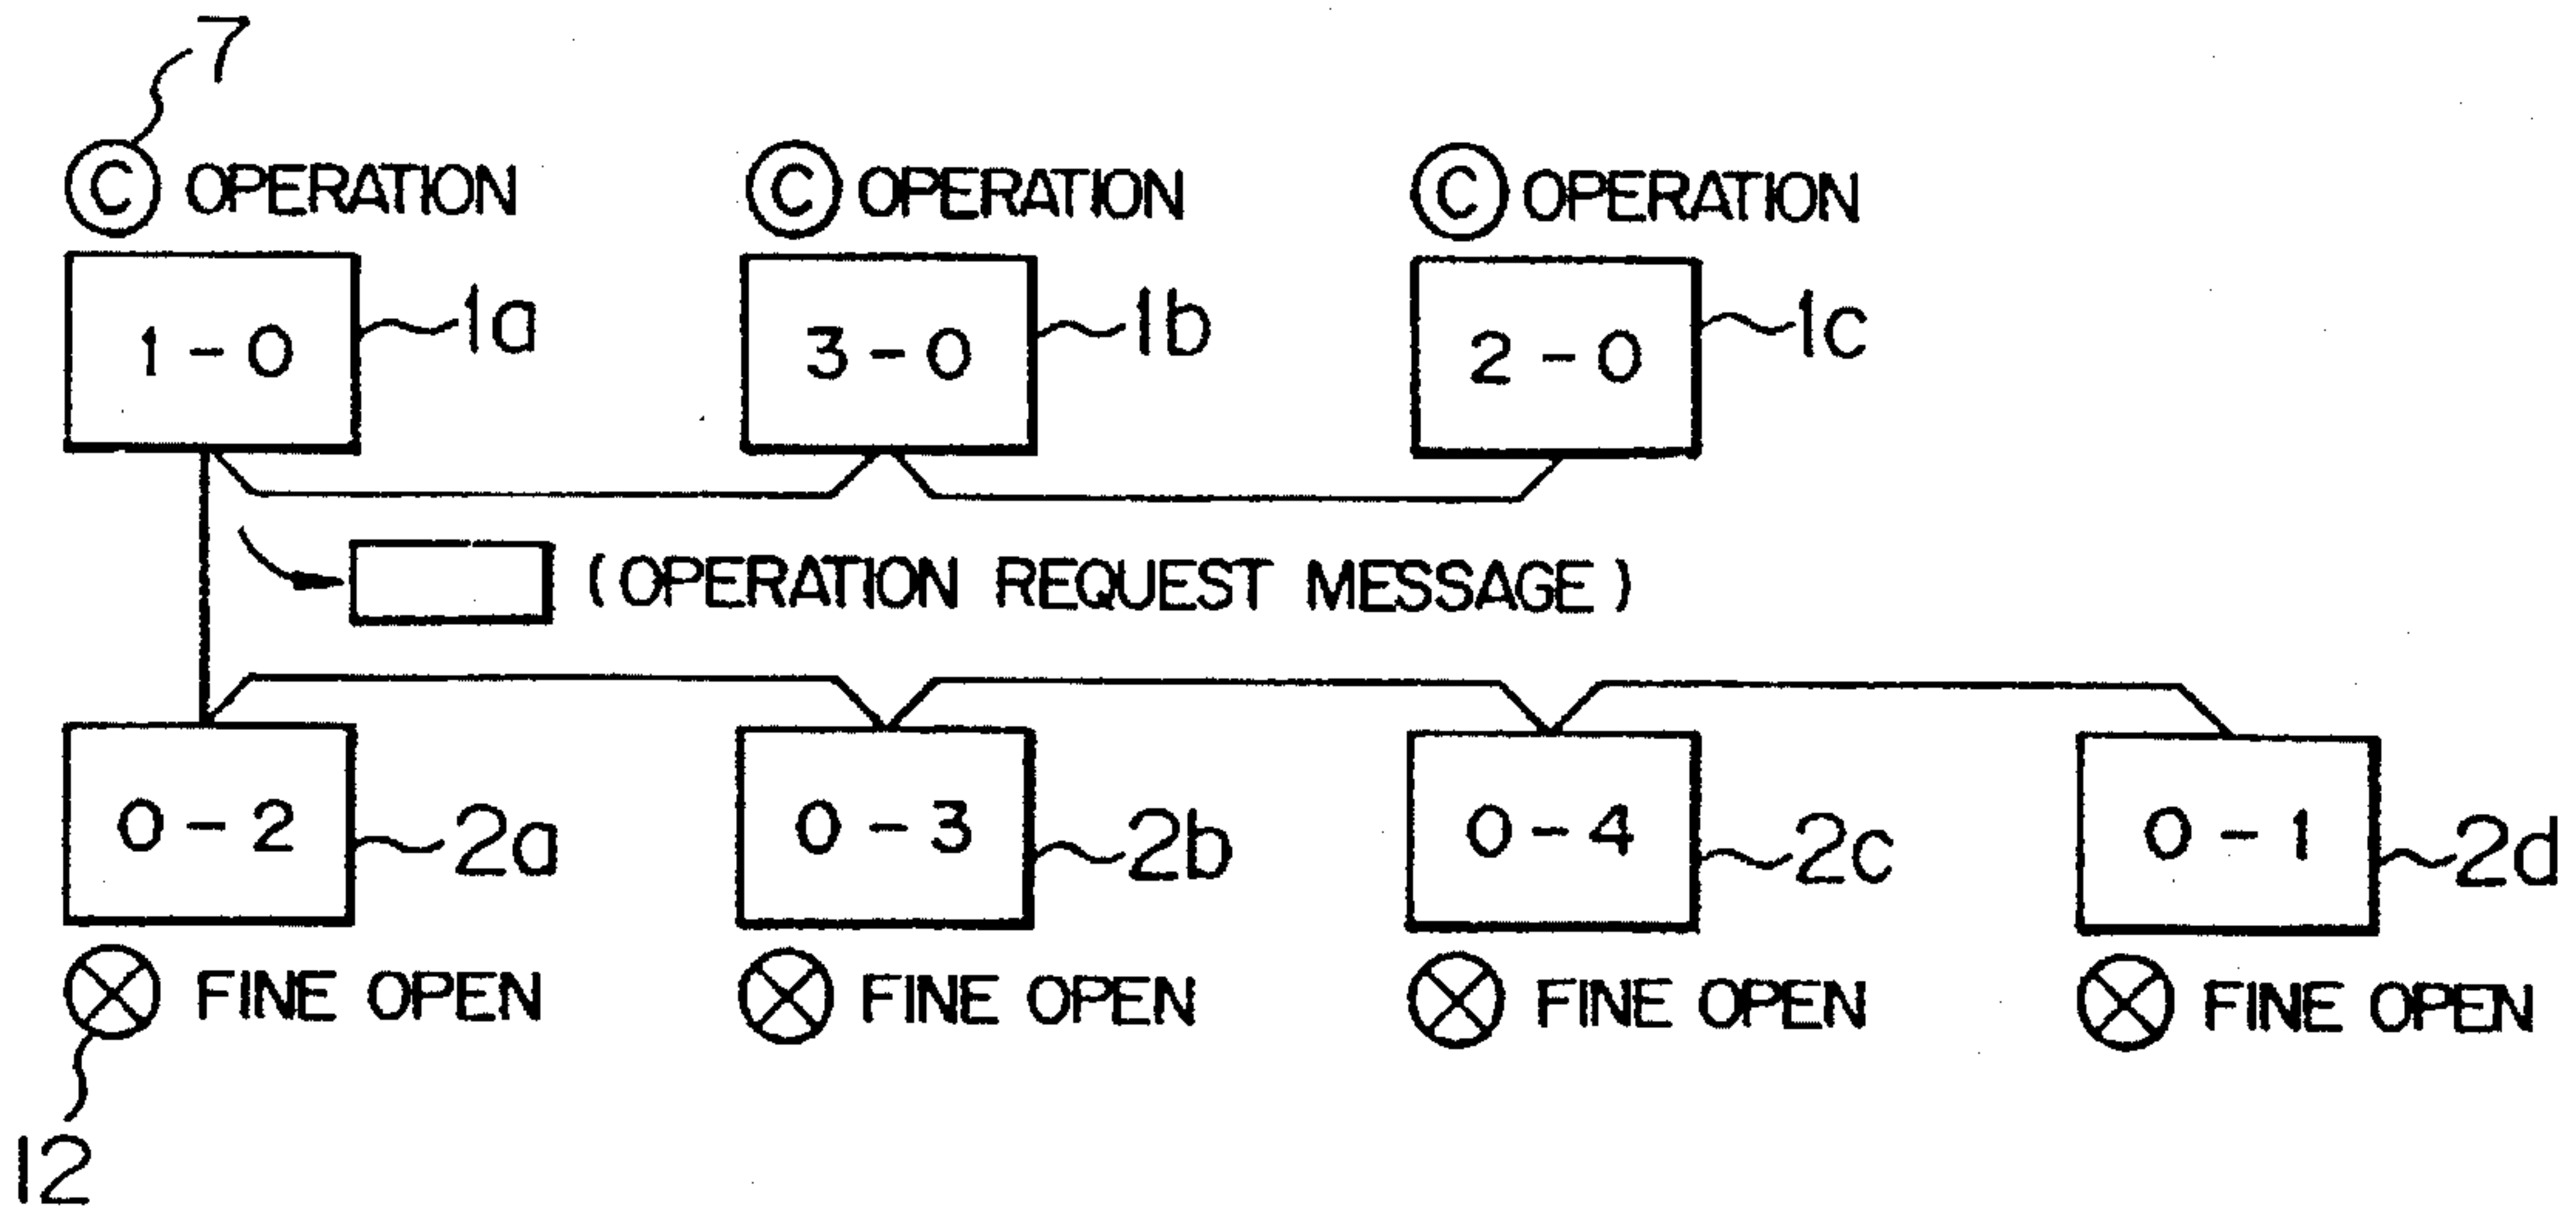 7
© OPERATION © OPERATION © OPERATION
1-0 1a 3-0 1b 2-0 1c
(OPERATION REQUEST MESSAGE)
0-2 2a 0-3 2b 0-4 2c 0-1 2d
FINE OPEN FINE OPEN FINE OPEN FINE OPEN
12